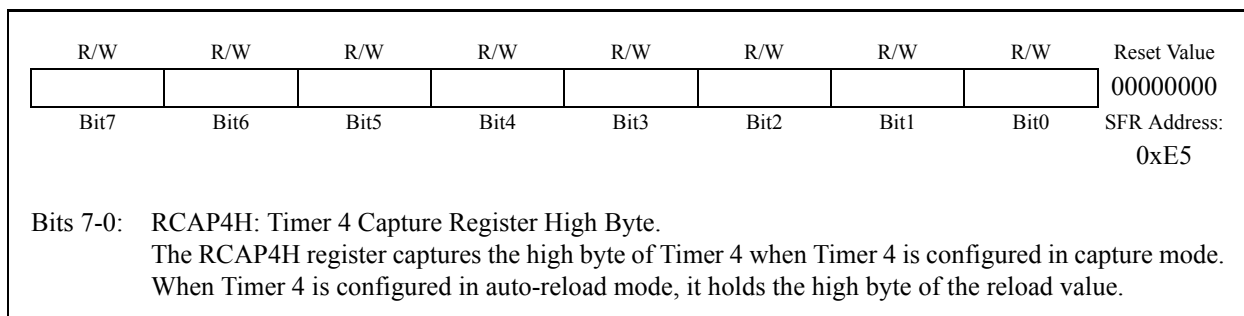 R/W R/W R/W R/W R/W R/W R/W R/W Reset Value
00000000
Bit7 Bit6 Bit5 Bit4 Bit3 Bit2 Bit1 Bit0 SFR Address:
0xE5
Bits 7-0: RCAP4H: Timer 4 Capture Register High Byte.
The RCAP4H register captures the high byte of Timer 4 when Timer 4 is configured in capture mode.
When Timer 4 is configured in auto-reload mode, it holds the high byte of the reload value.